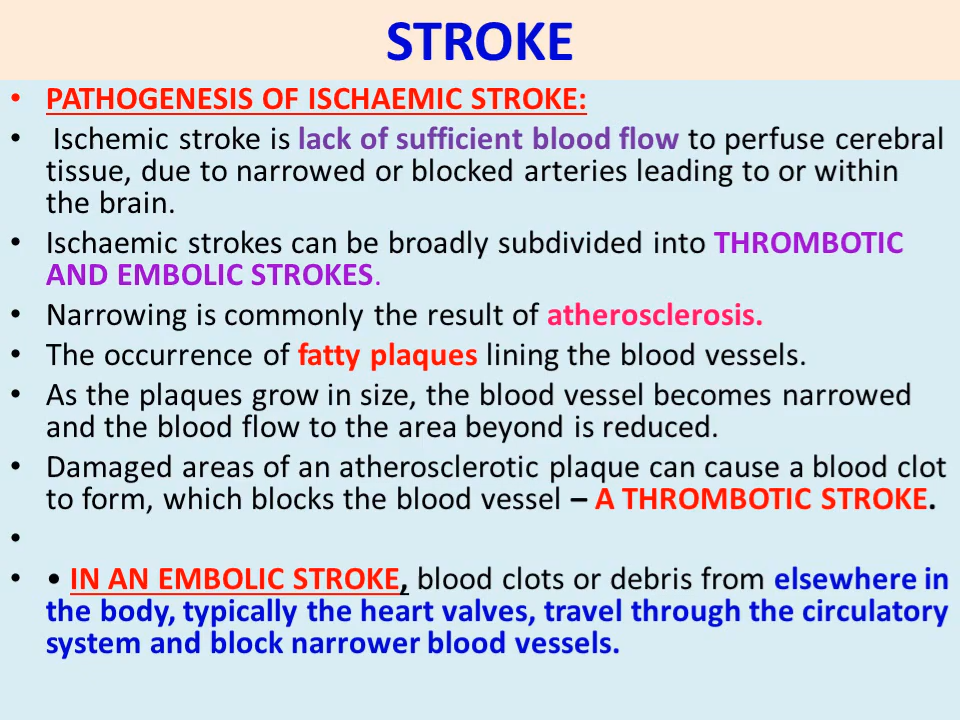 STROKE
• PATHOGENESIS OF ISCHAEMIC STROKE:
• Ischemic stroke is lack of sufficient blood flow to perfuse cerebral
tissue, due to narrowed or blocked arteries leading to or within
the brain.
• Ischaemic strokes can be broadly subdivided into THROMBOTIC
AND EMBOLIC STROKES.
• Narrowing is commonly the result of atherosclerosis.
• The occurrence of fatty plaques lining the blood vessels.
• As the plaques grow in size, the blood vessel becomes narrowed
and the blood flow to the area beyond is reduced.
• Damaged areas of an atherosclerotic plaque can cause a blood clot
to form, which blocks the blood vessel – A THROMBOTIC STROKE.
•
• • IN AN EMBOLIC STROKE, blood clots or debris from elsewhere in
the body, typically the heart valves, travel through the circulatory
system and block narrower blood vessels.